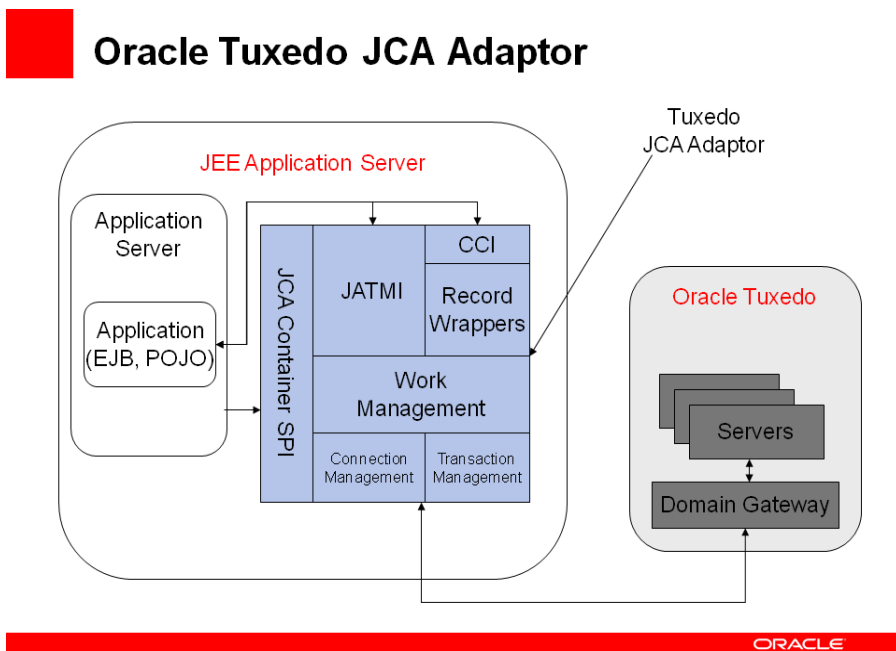 Oracle Tuxedo JCA Adaptor
Tuxedo
JCA Adaptor
JEE Application Server
Application
Server
Application
(EJB, POJO)
JCA Container SPI
JATMI
CCI
Record
Wrappers
Work
Management
Connection
Management
Transaction
Management
Oracle Tuxedo
Servers
Domain Gateway
ORACLE